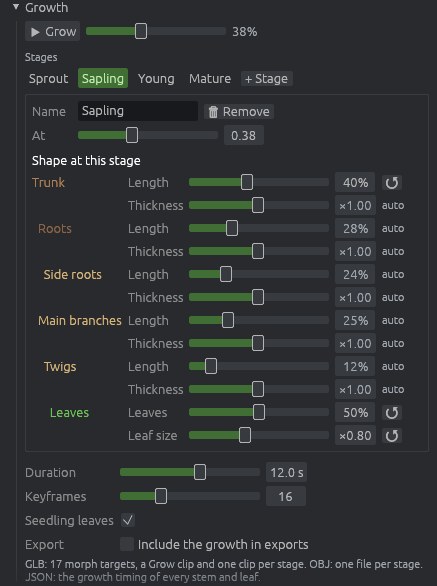 Growth
Grow 38%
Stages
Sprout Sapling Young Mature + Stage
Name Sapling Remove
At 0.38
Shape at this stage
Trunk Length 40%
Thickness ×1.00 auto
Roots Length 28% auto
Thickness ×1.00 auto
Side roots Length 24% auto
Thickness ×1.00 auto
Main branches Length 25% auto
Thickness ×1.00 auto
Twigs Length 12% auto
Thickness ×1.00 auto
Leaves Leaves 50%
Leaf size ×0.80
Duration 12.0 s
Keyframes 16
Seedling leaves
Export Include the growth in exports
GLB: 17 morph targets, a Grow clip and one clip per stage. OBJ: one file per stage.
JSON: the growth timing of every stem and leaf.